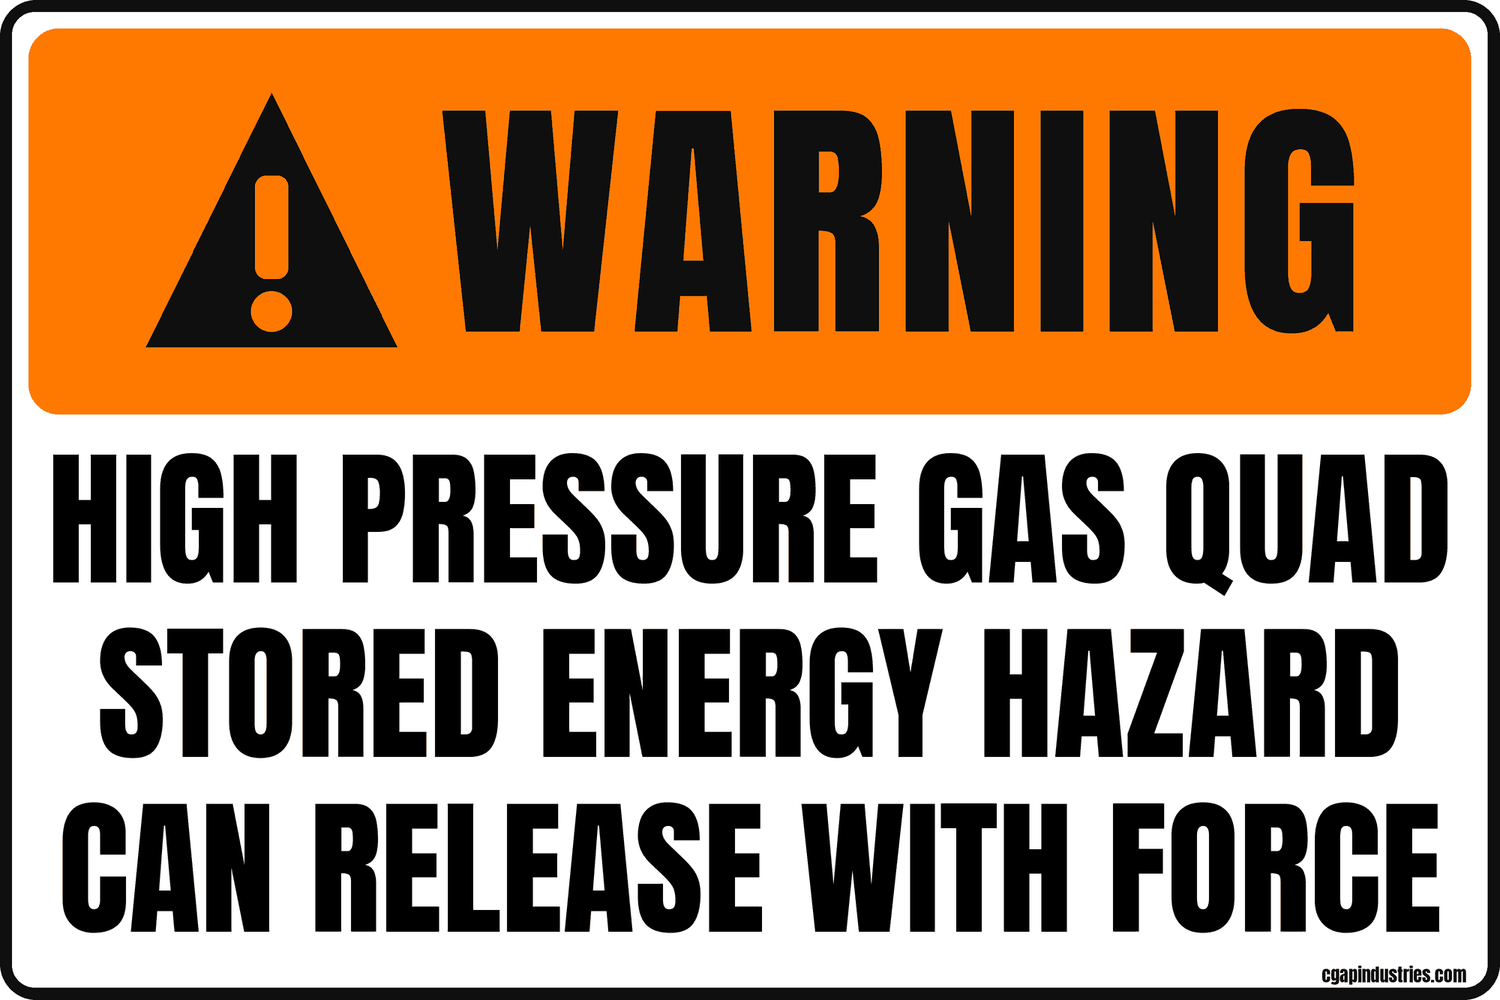 WARNING
HIGH PRESSURE GAS QUAD
STORED ENERGY HAZARD
CAN RELEASE WITH FORCE
cgapindustries.com